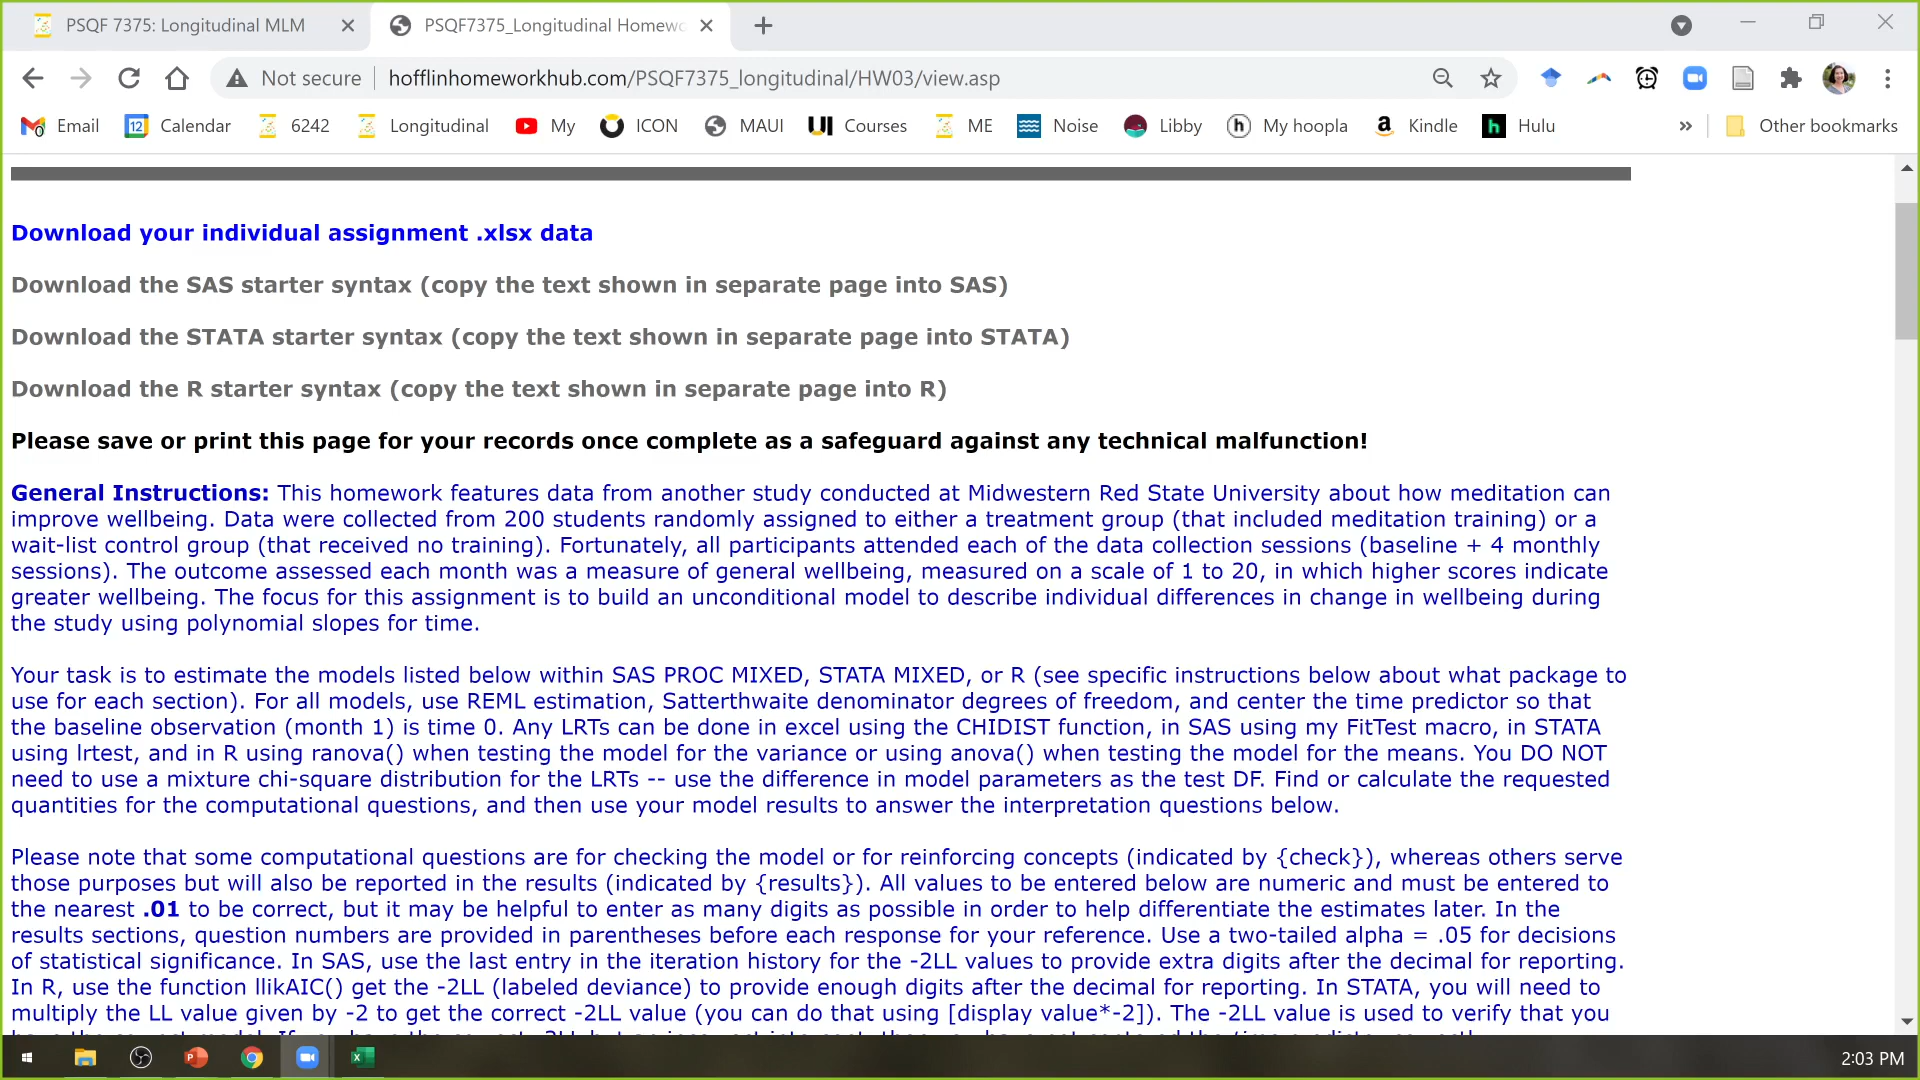 PSQF 7375: Longitudinal MLM
PSQF7375_Longitudinal Homew
Not secure
hofflinhomeworkhub.com/PSQF7375_longitudinal/HW03/view.asp
Email
12
Calendar
6242
Longitudinal
My
ICON
MAUI
Courses
ME
Noise
Libby
My hoopla
Kindle
Hulu
»
Other bookmarks
Download your individual assignment .xlsx data
Download the SAS starter syntax (copy the text shown in separate page into SAS)
Download the STATA starter syntax (copy the text shown in separate page into STATA)
Download the R starter syntax (copy the text shown in separate page into R)
Please save or print this page for your records once complete as a safeguard against any technical malfunction!
General Instructions: This homework features data from another study conducted at Midwestern Red State University about how meditation can
improve wellbeing. Data were collected from 200 students randomly assigned to either a treatment group (that included meditation training) or a
wait-list control group (that received no training). Fortunately, all participants attended each of the data collection sessions (baseline + 4 monthly
sessions). The outcome assessed each month was a measure of general wellbeing, measured on a scale of 1 to 20, in which higher scores indicate
greater wellbeing. The focus for this assignment is to build an unconditional model to describe individual differences in change in wellbeing during
the study using polynomial slopes for time.
Your task is to estimate the models listed below within SAS PROC MIXED, STATA MIXED, or R (see specific instructions below about what package to
use for each section). For all models, use REML estimation, Satterthwaite denominator degrees of freedom, and center the time predictor so that
the baseline observation (month 1) is time 0. Any LRTs can be done in excel using the CHIDIST function, in SAS using my FitTest macro, in STATA
using lrtest, and in R using ranova() when testing the model for the variance or using anova() when testing the model for the means. You DO NOT
need to use a mixture chi-square distribution for the LRTs -- use the difference in model parameters as the test DF. Find or calculate the requested
quantities for the computational questions, and then use your model results to answer the interpretation questions below.
Please note that some computational questions are for checking the model or for reinforcing concepts (indicated by {check}), whereas others serve
those purposes but will also be reported in the results (indicated by {results}). All values to be entered below are numeric and must be entered to
the nearest .01 to be correct, but it may be helpful to enter as many digits as possible in order to help differentiate the estimates later. In the
results sections, question numbers are provided in parentheses before each response for your reference. Use a two-tailed alpha = .05 for decisions
of statistical significance. In SAS, use the last entry in the iteration history for the -2LL values to provide extra digits after the decimal for reporting.
In R, use the function llikAIC() get the -2LL (labeled deviance) to provide enough digits after the decimal for reporting. In STATA, you will need to
multiply the LL value given by -2 to get the correct -2LL value (you can do that using [display value*-2]). The -2LL value is used to verify that you
2:03 PM